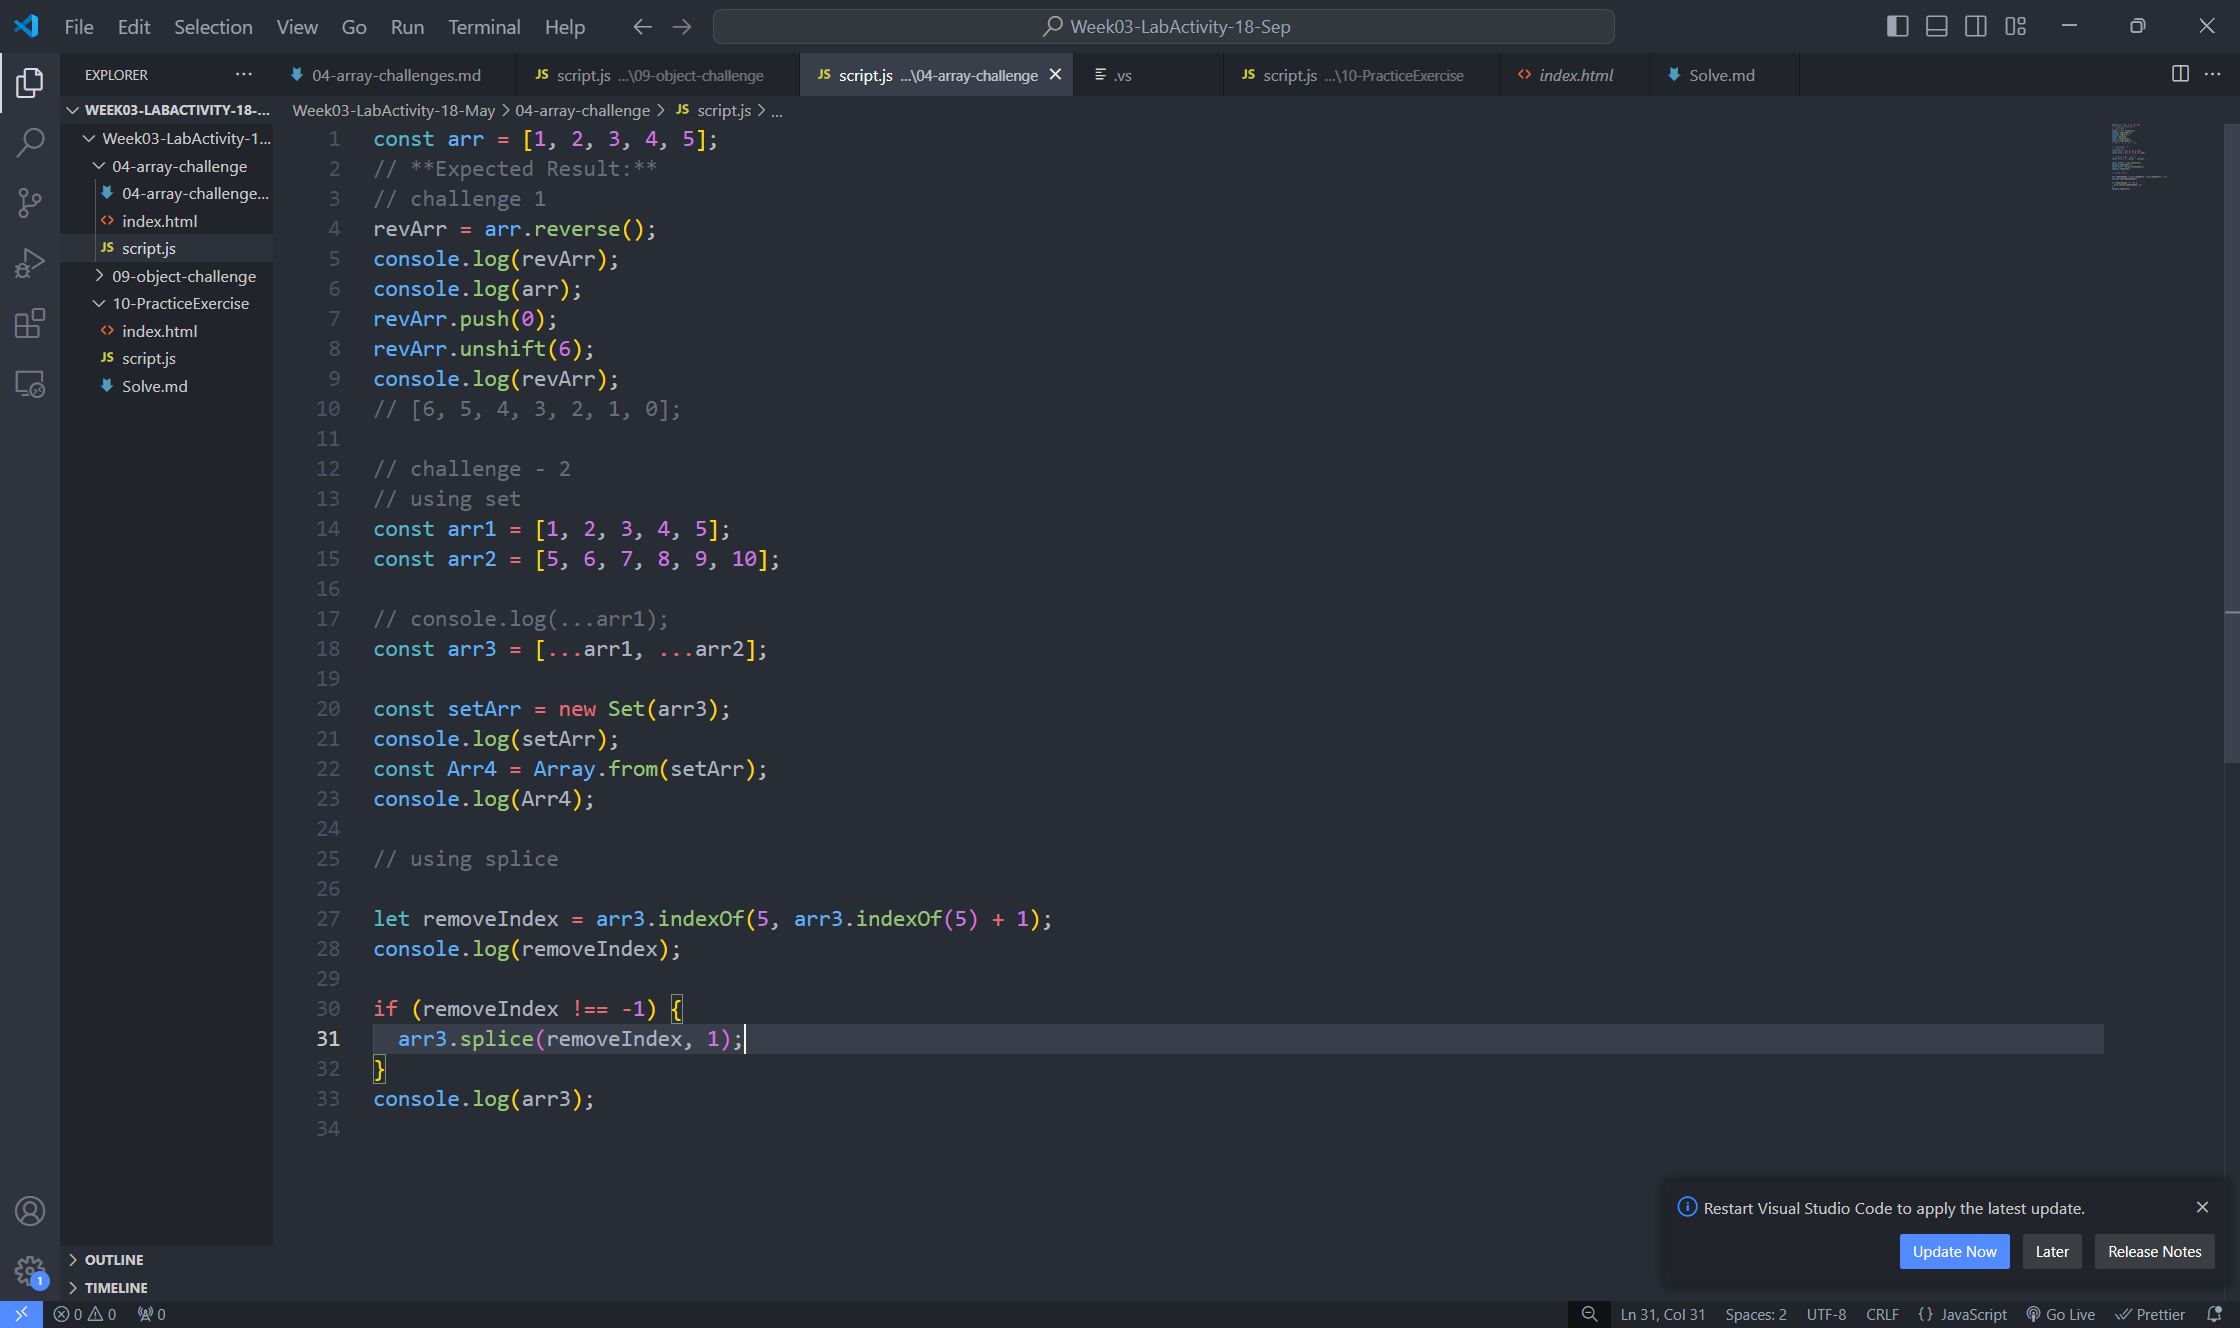 File Edit Selection View Go Run Terminal Help
Week03-LabActivity-18-Sep
EXPLORER
04-array-challenges.md
JS script.js ...\09-object-challenge
JS script.js ...\04-array-challenge
.vs
JS script.js ...\10-PracticeExercise
index.html
Solve.md
WEEK03-LABACTIVITY-18-...
Week03-LabActivity-1...
04-array-challenge
04-array-challenge...
index.html
JS script.js
09-object-challenge
10-PracticeExercise
index.html
JS script.js
Solve.md
OUTLINE
TIMELINE
Week03-LabActivity-18-May > 04-array-challenge > JS script.js > ...
1 const arr = [1, 2, 3, 4, 5];
2 // **Expected Result:**
3 // challenge 1
4 revArr = arr.reverse();
5 console.log(revArr);
6 console.log(arr);
7 revArr.push(0);
8 revArr.unshift(6);
9 console.log(revArr);
10 // [6, 5, 4, 3, 2, 1, 0];
11
12 // challenge - 2
13 // using set
14 const arr1 = [1, 2, 3, 4, 5];
15 const arr2 = [5, 6, 7, 8, 9, 10];
16
17 // console.log(...arr1);
18 const arr3 = [...arr1, ...arr2];
19
20 const setArr = new Set(arr3);
21 console.log(setArr);
22 const Arr4 = Array.from(setArr);
23 console.log(Arr4);
24
25 // using splice
26
27 let removeIndex = arr3.indexOf(5, arr3.indexOf(5) + 1);
28 console.log(removeIndex);
29
30 if (removeIndex !== -1) {
31   arr3.splice(removeIndex, 1);
32 }
33 console.log(arr3);
34
Restart Visual Studio Code to apply the latest update.
Update Now
Later
Release Notes
1
0 0 0
Ln 31, Col 31 Spaces: 2 UTF-8 CRLF {} JavaScript Go Live Prettier